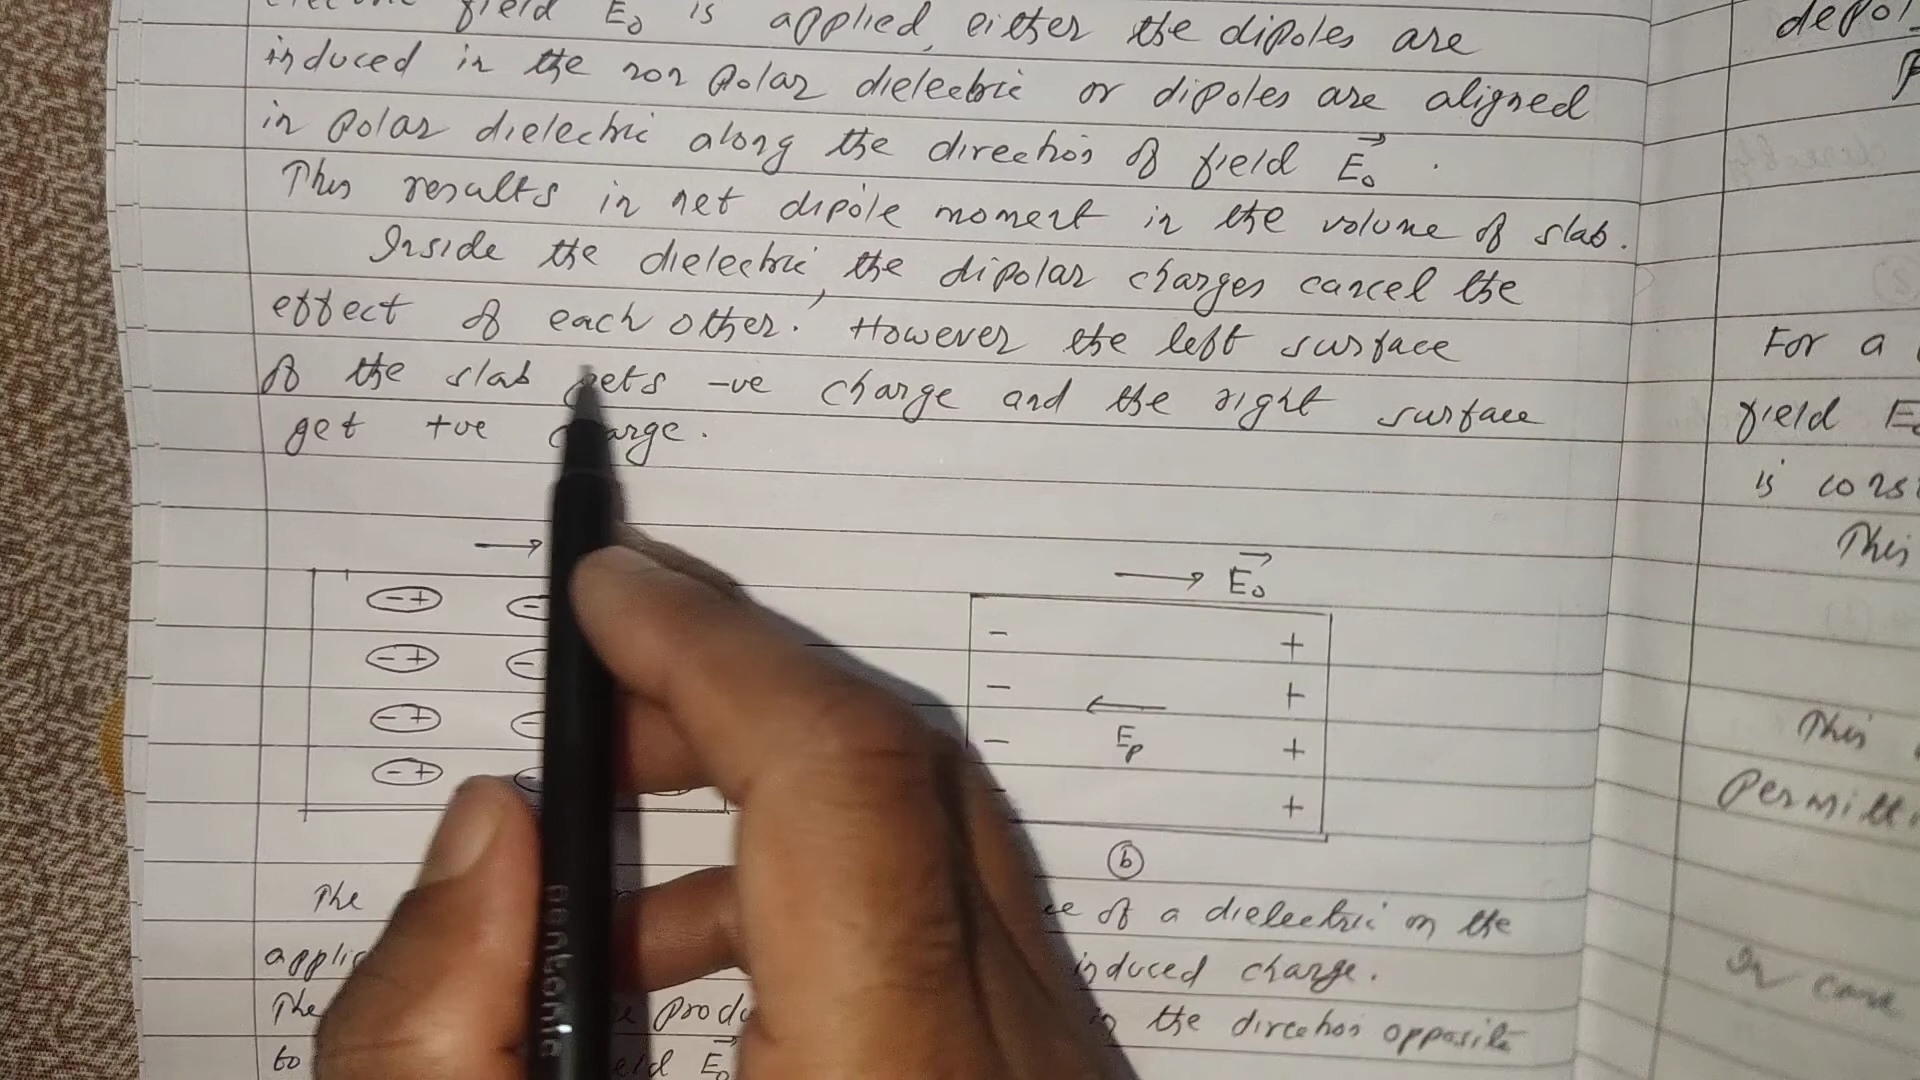 field E₀ is applied, either the dipoles are
induced in the non polar dielectric or dipoles are aligned
in polar dielectric along the direction of field E₀ .
This results in net dipole moment in the volume of slab.
Inside the dielectric, the dipolar charges cancel the
effect of each other. However the left surface
of the slab gets -ve charge and the right surface
get +ve charge.
→
→ E₀
- + -
- + -
- + -
- + -
- +
- +
- +
- +
← Ep
b
The of a dielectric on the
induced charge.
The in the direction opposite
to E₀
For a
field
is
This
This
or case